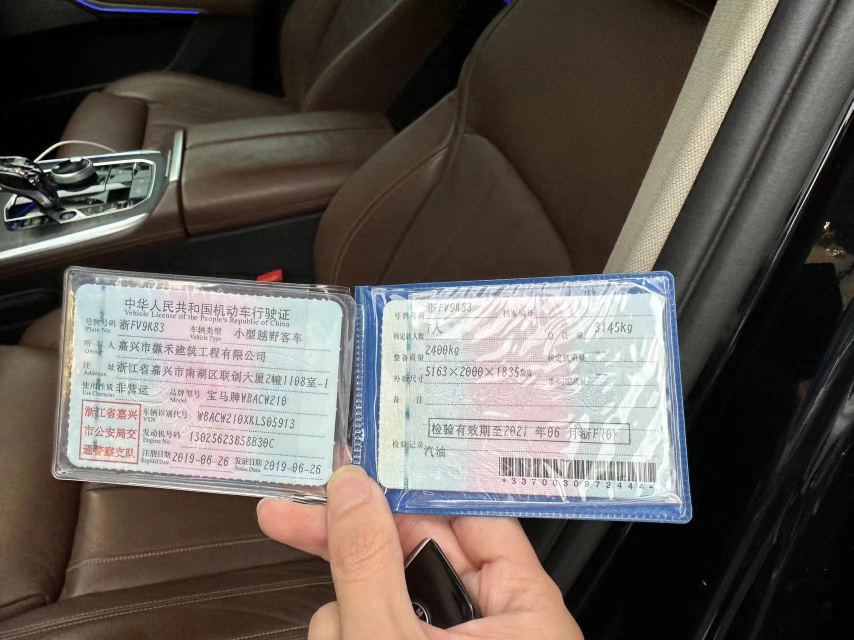 中华人民共和国机动车行驶证
Vehicle License of the People's Republic of China
号牌号码 浙FV9K83 车辆类型 小型越野客车
Plate No. Vehicle Type
所有人 嘉兴市徽禾建筑工程有限公司
Owner
住址 浙江省嘉兴市南湖区联创大厦2幢1108室-1
Address
使用性质 非营运 品牌型号 宝马牌WBACW210
Use Character Model
浙江省嘉兴
市公安局交
通警察支队
车辆识别代号 WBACW210XKLS05913
VIN
发动机号码 13025623B58B30C
Engine No.
注册日期 2019-06-26 发证日期 2019-06-26
Register Date Issue Date
号牌号码 浙FV9K83 档案编号
核定载人数 7人 总质量 3145kg
整备质量 2400kg 核定载质量
外廓尺寸 5163×2000×1835mm
备注
检验有效期至2021年06月浙F(0Y)
检验记录
汽油
*3370030972444*